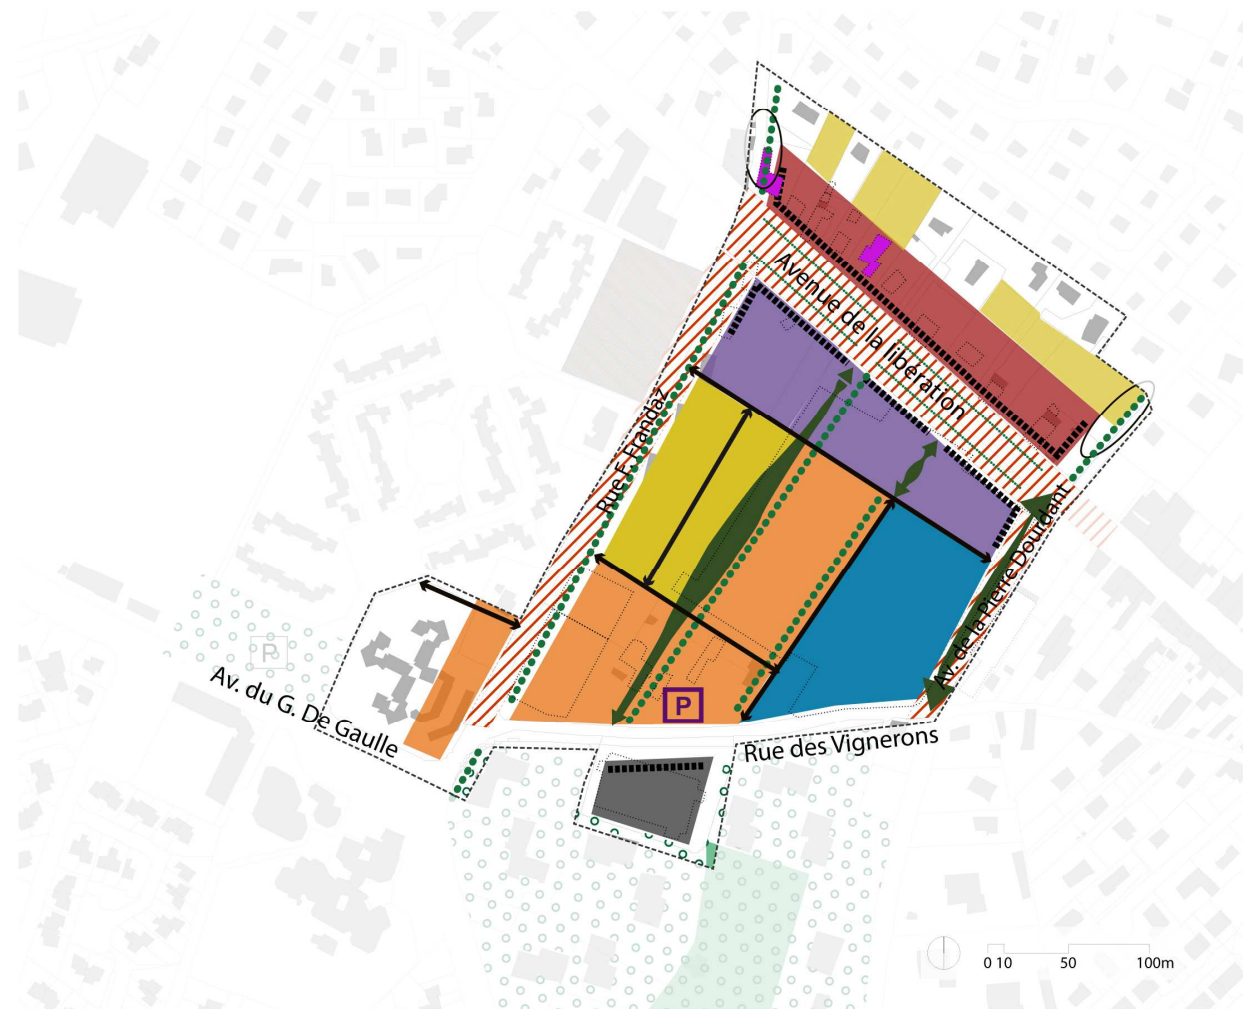 Avenue de la libération
Rue F. Frandaz
Av. de la Pierre Dourdant
P
Av. du G. De Gaulle
P
Rue des Vignerons
0 10 50 100m